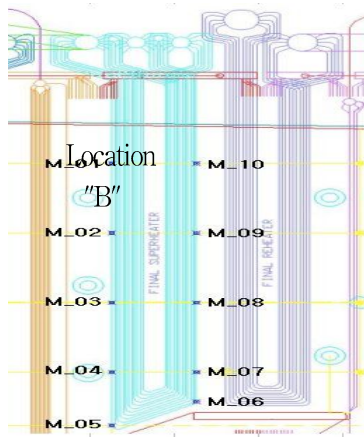 Location
M_01
M_10
"B"
M_02
M_09
FINAL SUPERHEATER
FINAL REHEATER
M_03
M_08
M_04
M_07
M_06
M_05